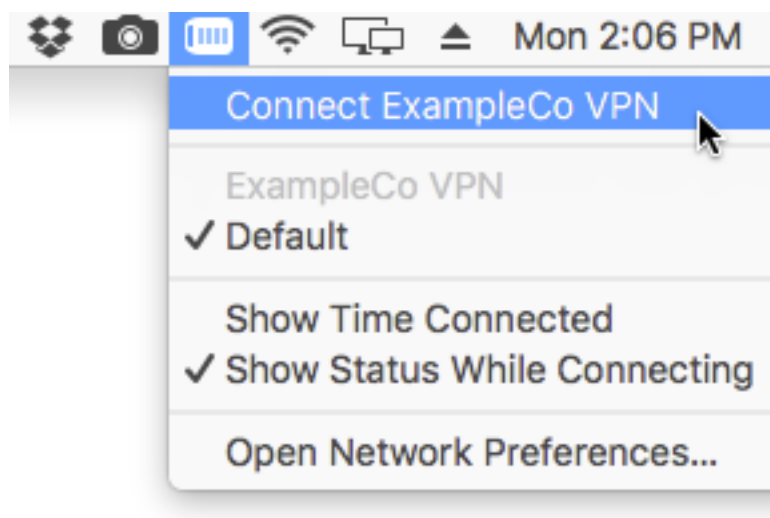 Mon 2:06 PM
Connect ExampleCo VPN
ExampleCo VPN
✓ Default
Show Time Connected
✓ Show Status While Connecting
Open Network Preferences...